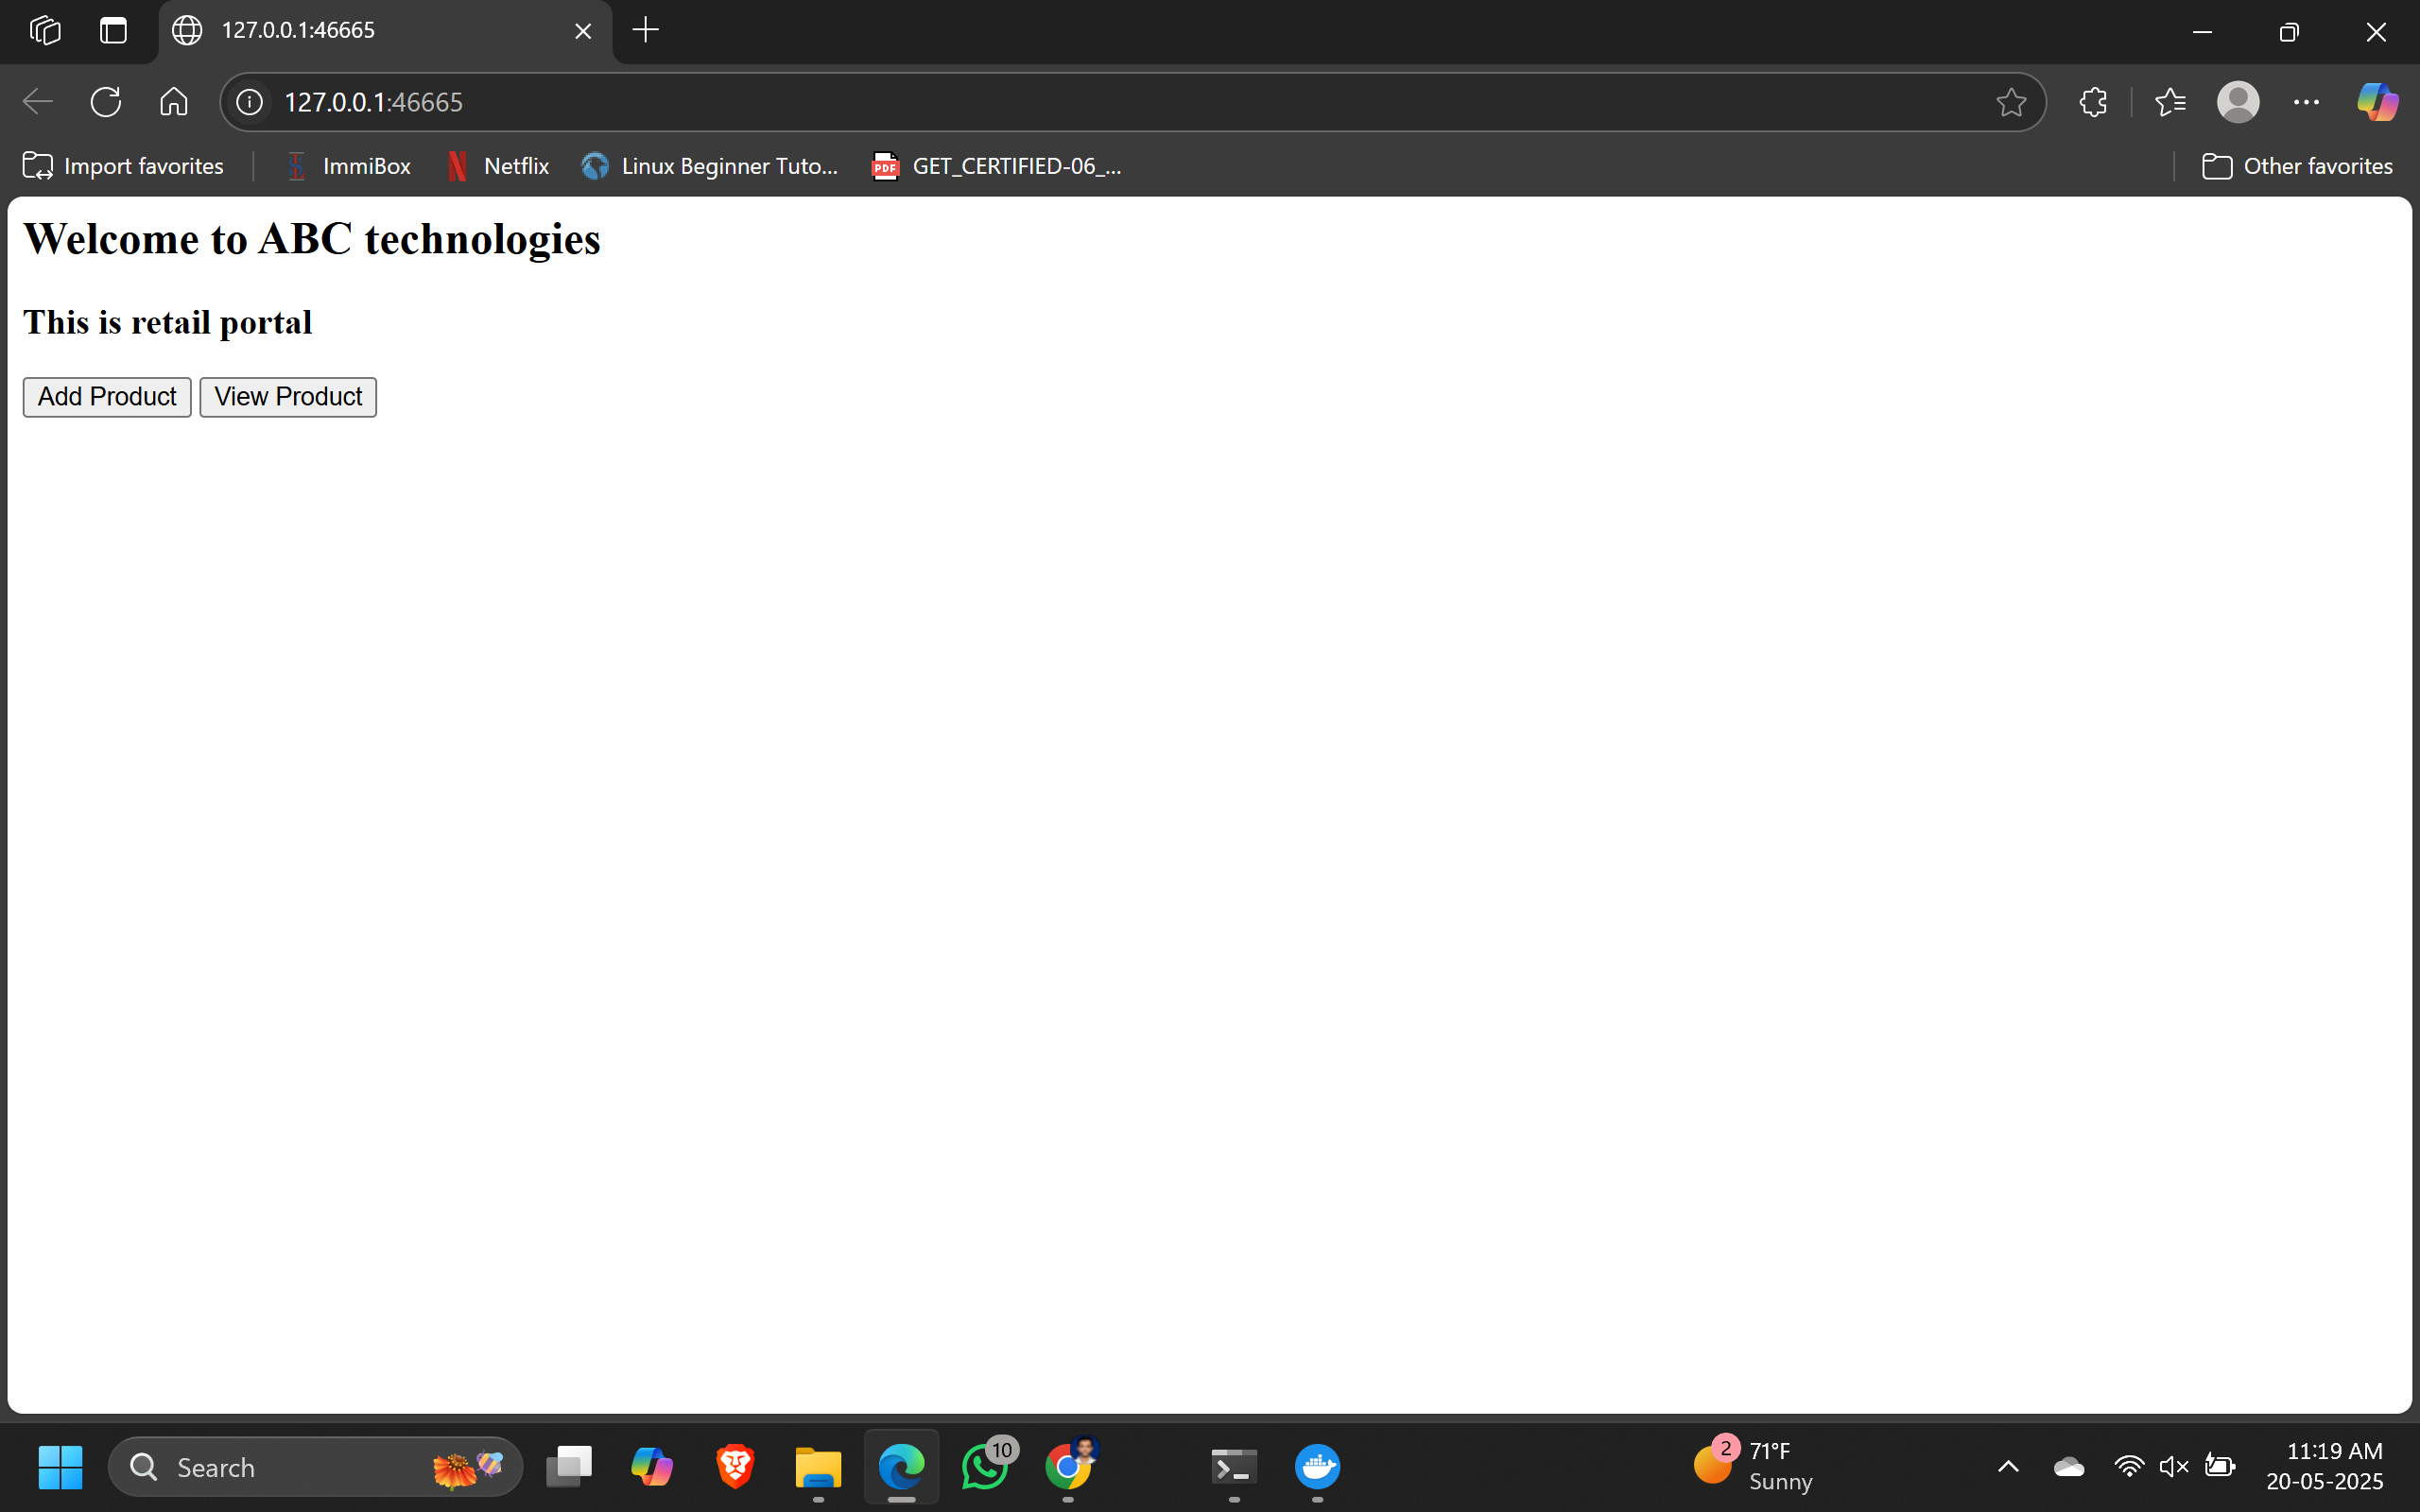 127.0.0.1:46665
127.0.0.1:46665
Import favorites
ImmiBox
Netflix
Linux Beginner Tuto...
GET_CERTIFIED-06_...
Other favorites
Welcome to ABC technologies
This is retail portal
Add Product
View Product
Search
10
2
71°F
Sunny
11:19 AM
20-05-2025